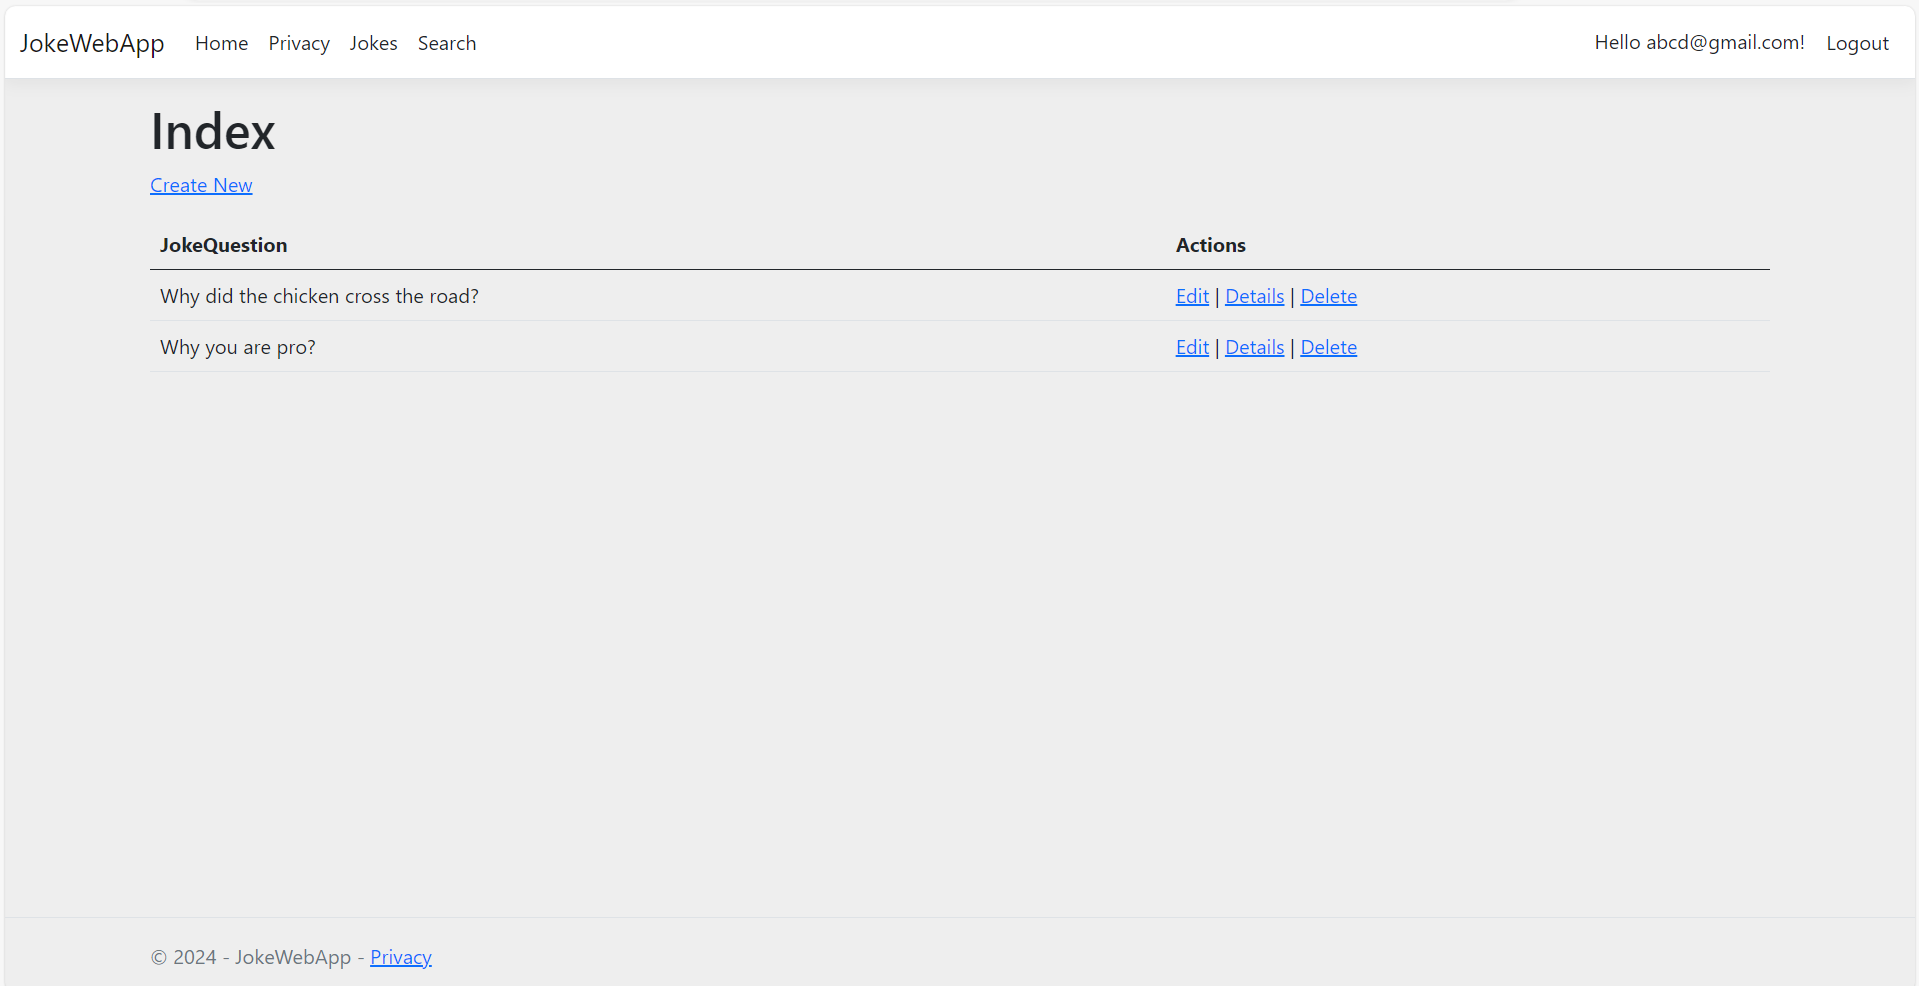 JokeWebApp Home Privacy Jokes Search Hello abcd@gmail.com! Logout
Index
Create New
JokeQuestion Actions
Why did the chicken cross the road? Edit | Details | Delete
Why you are pro? Edit | Details | Delete
© 2024 - JokeWebApp - Privacy